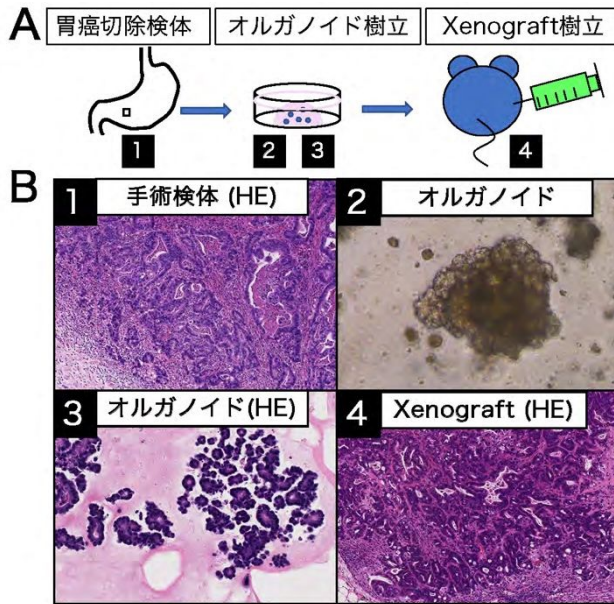 A
胃癌切除検体
オルガノイド樹立
Xenograft樹立
1
2
3
4
B
1
手術検体 (HE)
2
オルガノイド
3
オルガノイド(HE)
4
Xenograft (HE)